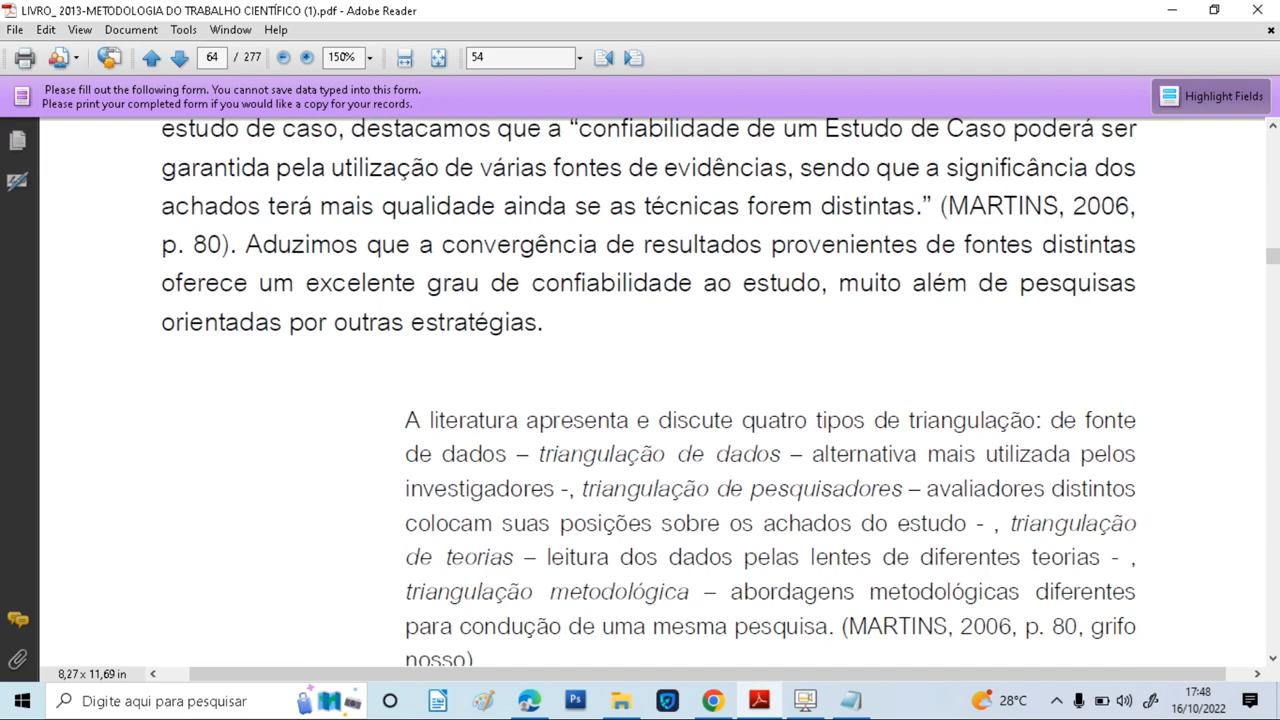 LIVRO_ 2013-METODOLOGIA DO TRABALHO CIENTÍFICO (1).pdf - Adobe Reader
File Edit View Document Tools Window Help
64 / 277 150% 54
Please fill out the following form. You cannot save data typed into this form.
Please print your completed form if you would like a copy for your records.
Highlight Fields
estudo de caso, destacamos que a “confiabilidade de um Estudo de Caso poderá ser
garantida pela utilização de várias fontes de evidências, sendo que a significância dos
achados terá mais qualidade ainda se as técnicas forem distintas.” (MARTINS, 2006,
p. 80). Aduzimos que a convergência de resultados provenientes de fontes distintas
oferece um excelente grau de confiabilidade ao estudo, muito além de pesquisas
orientadas por outras estratégias.
A literatura apresenta e discute quatro tipos de triangulação: de fonte
de dados – triangulação de dados – alternativa mais utilizada pelos
investigadores -, triangulação de pesquisadores – avaliadores distintos
colocam suas posições sobre os achados do estudo - , triangulação
de teorias – leitura dos dados pelas lentes de diferentes teorias - ,
triangulação metodológica – abordagens metodológicas diferentes
para condução de uma mesma pesquisa. (MARTINS, 2006, p. 80, grifo
nosso)
8,27 x 11,69 in
Digite aqui para pesquisar
Ps
28°C
17:48
16/10/2022